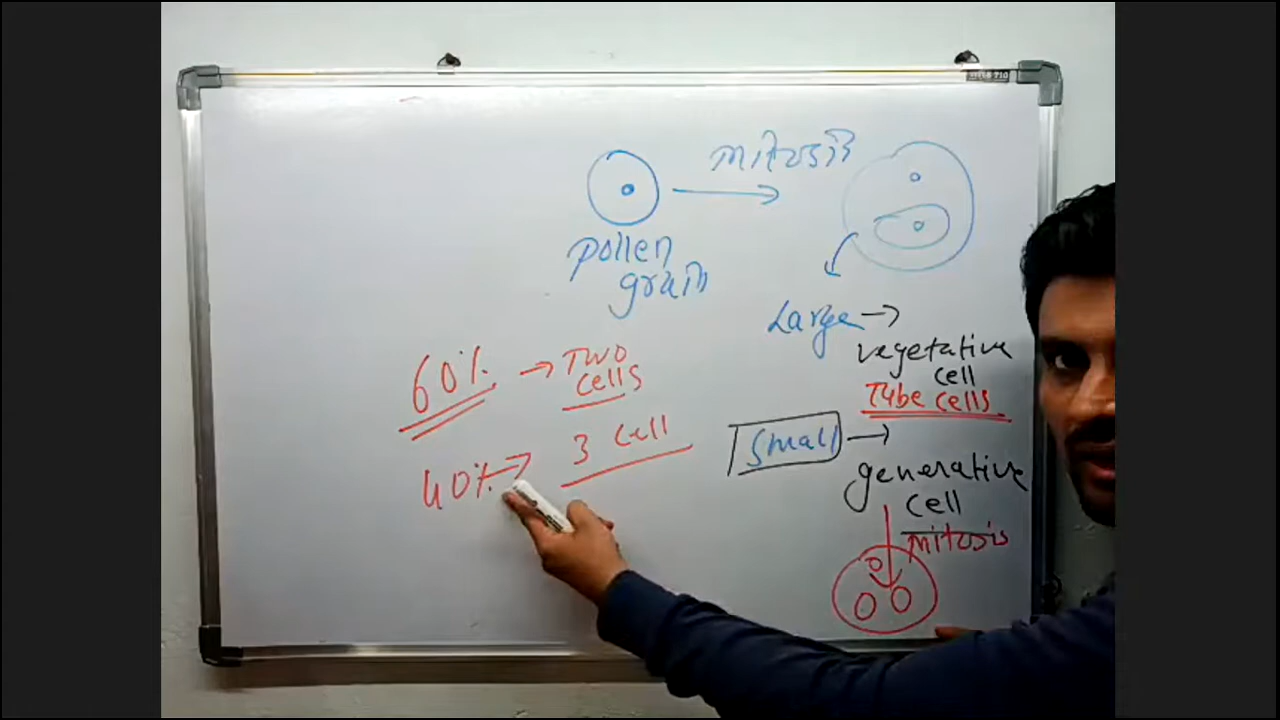 mitosis
pollen
grain
Large →
vegetative
cell
Tube cells
60% → Two
cells
40% → 3 cell
small →
generative
cell
mitosis